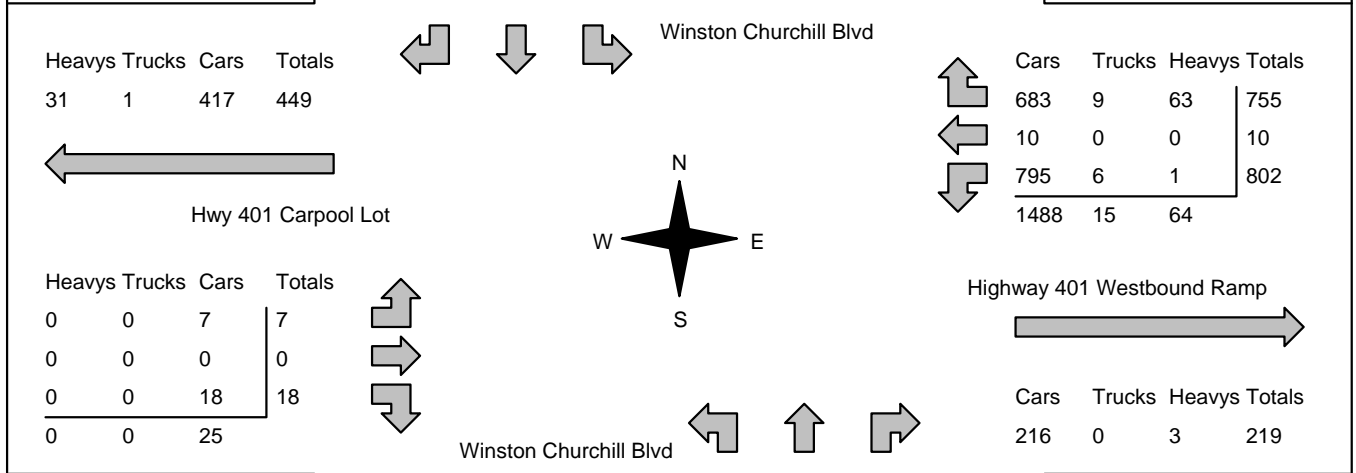 Winston Churchill Blvd
Heavys Trucks Cars Totals
31 1 417 449
Hwy 401 Carpool Lot
Heavys Trucks Cars Totals
0 0 7 7
0 0 0 0
0 0 18 18
0 0 25
N
W E
S
Cars Trucks Heavys Totals
683 9 63 755
10 0 0 10
795 6 1 802
1488 15 64
Highway 401 Westbound Ramp
Cars Trucks Heavys Totals
216 0 3 219
Winston Churchill Blvd